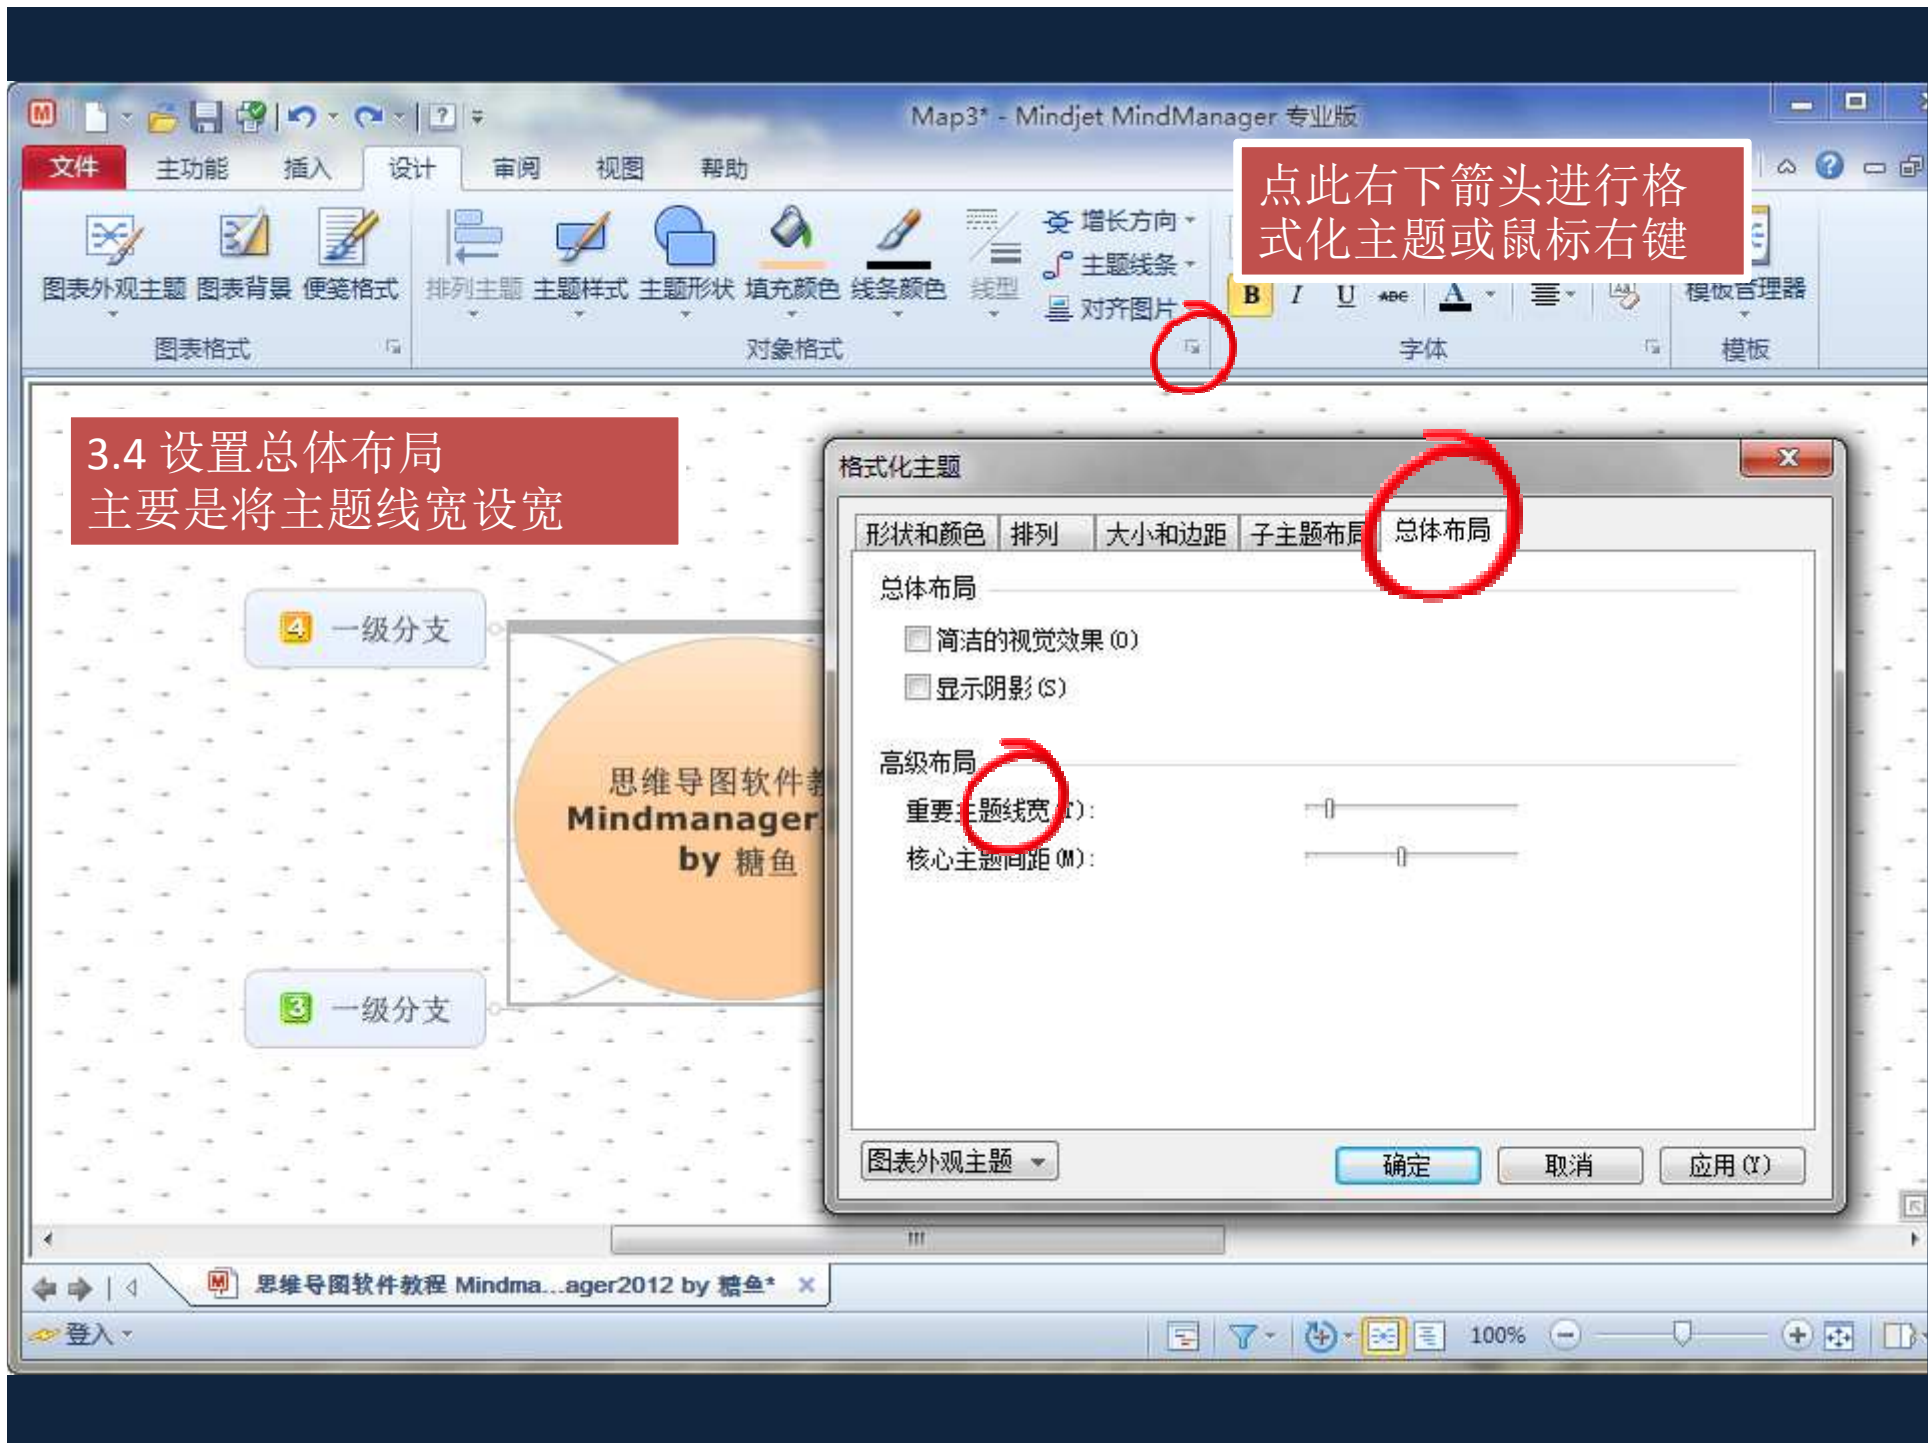 Map3* - Mindjet MindManager 专业版
文件 主功能 插入 设计 审阅 视图 帮助
点此右下箭头进行格
式化主题或鼠标右键
增长方向
主题线条
对齐图片
图表外观主题 图表背景 便笺格式 排列主题 主题样式 主题形状 填充颜色 线条颜色 线型
B I U ABC A 模板管理器
图表格式 对象格式 字体 模板
3.4 设置总体布局
主要是将主题线宽设宽
格式化主题
形状和颜色 排列 大小和边距 子主题布局 总体布局
总体布局
简洁的视觉效果(O)
显示阴影(S)
高级布局
重要主题线宽(T):
核心主题间距(M):
4 一级分支
思维导图软件教
Mindmanager
by 糖鱼
3 一级分支
图表外观主题 确定 取消 应用(Y)
思维导图软件教程 Mindma...ager2012 by 糖鱼*
登入 100%